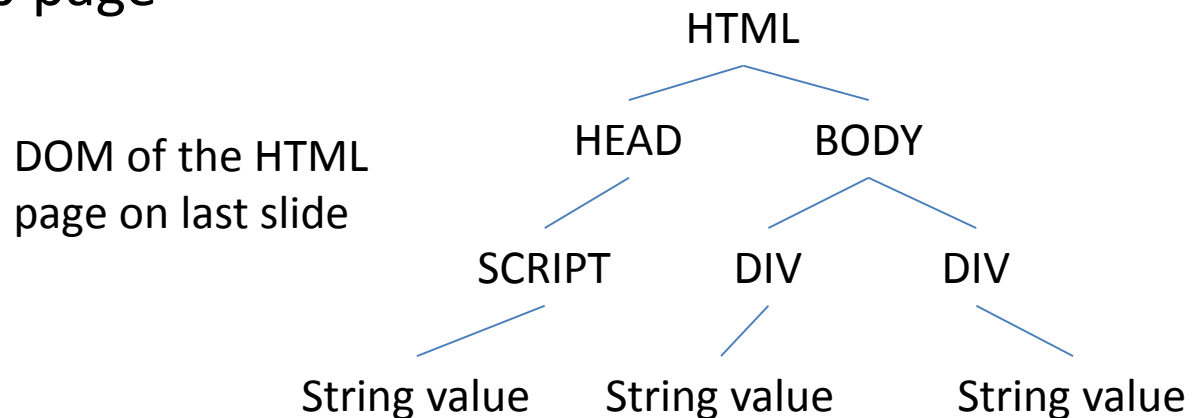 page
HTML
HEAD BODY
DOM of the HTML
page on last slide
SCRIPT DIV DIV
String value String value String value